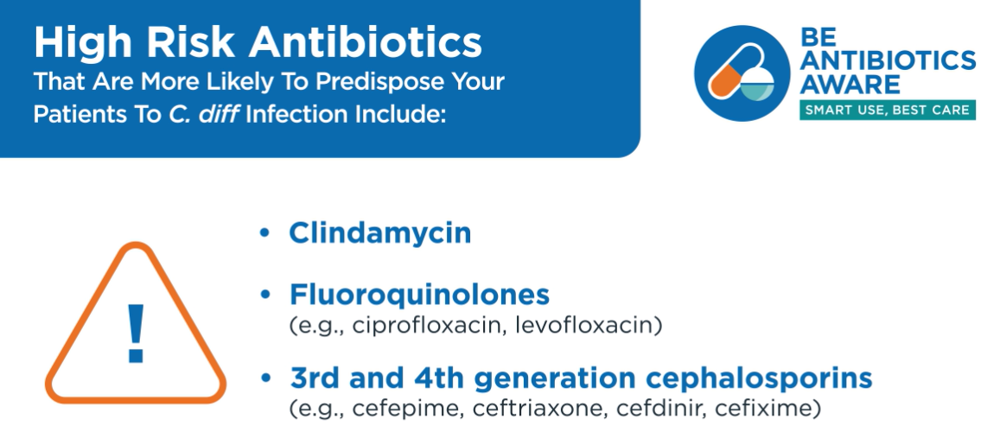 High Risk Antibiotics
That Are More Likely To Predispose Your
Patients To C. diff Infection Include:
BE
ANTIBIOTICS
AWARE
SMART USE, BEST CARE
!
• Clindamycin
• Fluoroquinolones
(e.g., ciprofloxacin, levofloxacin)
• 3rd and 4th generation cephalosporins
(e.g., cefepime, ceftriaxone, cefdinir, cefixime)